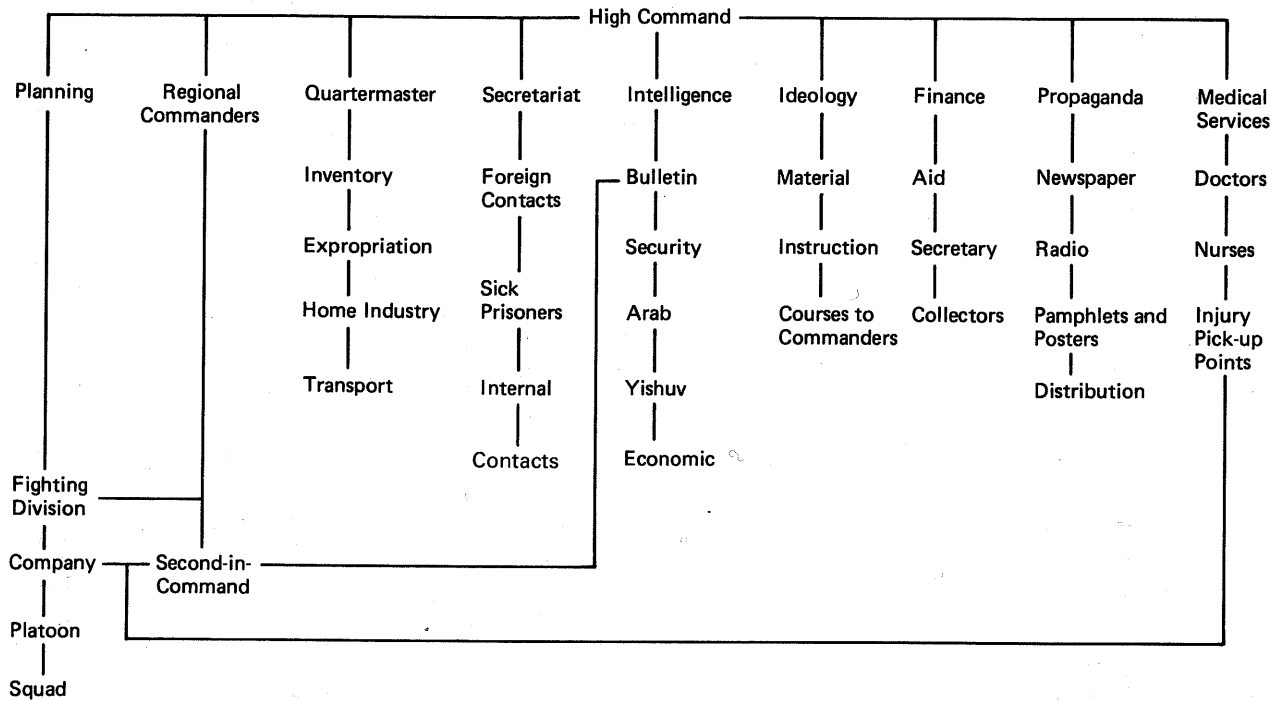 High Command
Planning
Regional
Commanders
Quartermaster
Secretariat
Intelligence
Ideology
Finance
Propaganda
Medical
Services
Inventory
Foreign
Contacts
Bulletin
Material
Aid
Newspaper
Doctors
Expropriation
Security
Instruction
Secretary
Radio
Nurses
Home Industry
Sick
Prisoners
Arab
Courses to
Commanders
Collectors
Pamphlets and
Posters
Injury
Pick-up
Points
Transport
Internal
Yishuv
Distribution
Contacts
Economic
Fighting
Division
Company
Second-in-
Command
Platoon
Squad